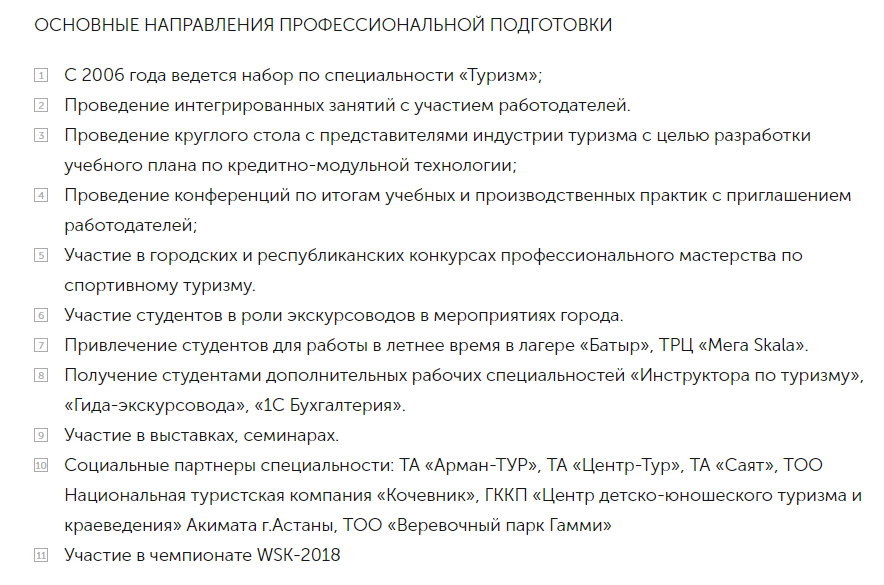 ОСНОВНЫЕ НАПРАВЛЕНИЯ ПРОФЕССИОНАЛЬНОЙ ПОДГОТОВКИ
1 С 2006 года ведется набор по специальности «Туризм»;
2 Проведение интегрированных занятий с участием работодателей.
3 Проведение круглого стола с представителями индустрии туризма с целью разработки
учебного плана по кредитно-модульной технологии;
4 Проведение конференций по итогам учебных и производственных практик с приглашением
работодателей;
5 Участие в городских и республиканских конкурсах профессионального мастерства по
спортивному туризму.
6 Участие студентов в роли экскурсоводов в мероприятиях города.
7 Привлечение студентов для работы в летнее время в лагере «Батыр», ТРЦ «Мега Skala».
8 Получение студентами дополнительных рабочих специальностей «Инструктора по туризму»,
«Гида-экскурсовода», «1С Бухгалтерия».
9 Участие в выставках, семинарах.
10 Социальные партнеры специальности: ТА «Арман-ТУР», ТА «Центр-Тур», ТА «Саят», ТОО
Национальная туристская компания «Кочевник», ГККП «Центр детско-юношеского туризма и
краеведения» Акимата г.Астаны, ТОО «Веревочный парк Гамми»
11 Участие в чемпионате WSK-2018